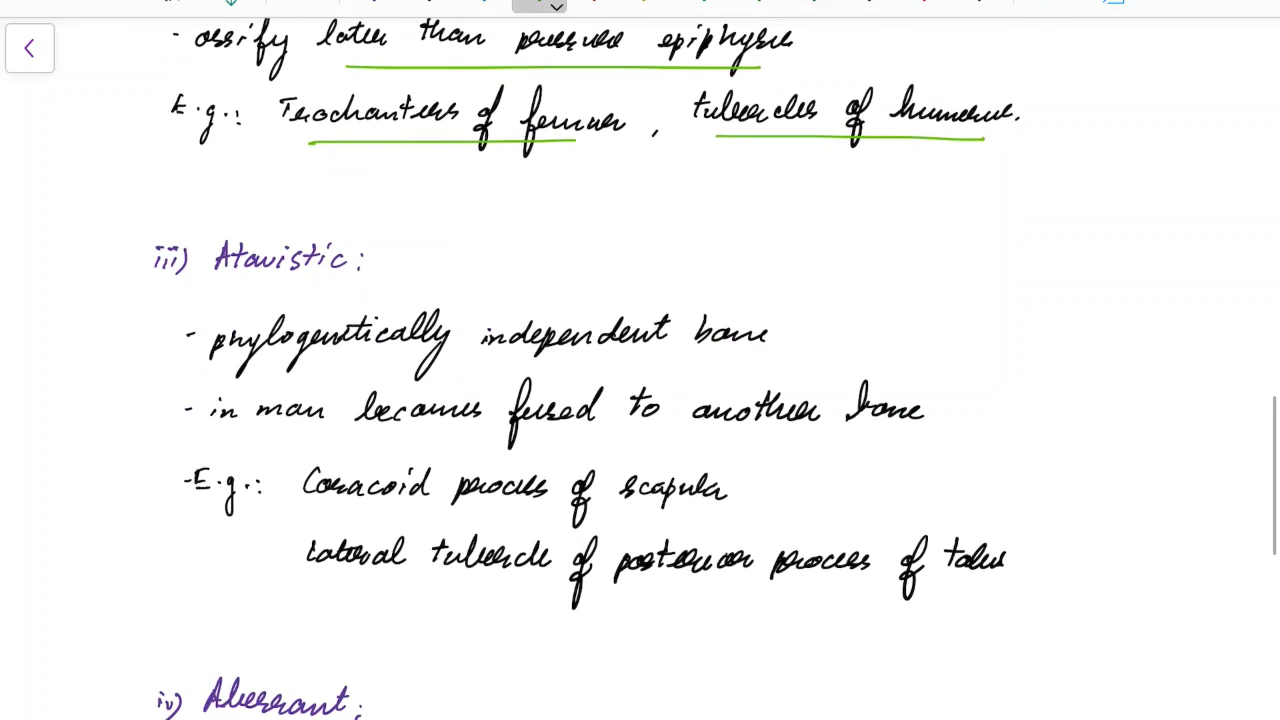 - ossify later than pressure epiphysis
E.g.: Trochanters of femur, tubercles of humerus.
iii) Atavistic:
- phylogenetically independent bone
- in man becomes fused to another bone
- E.g.: Coracoid process of scapula
Lateral tubercle of posterior process of talus
iv) Aberrant: